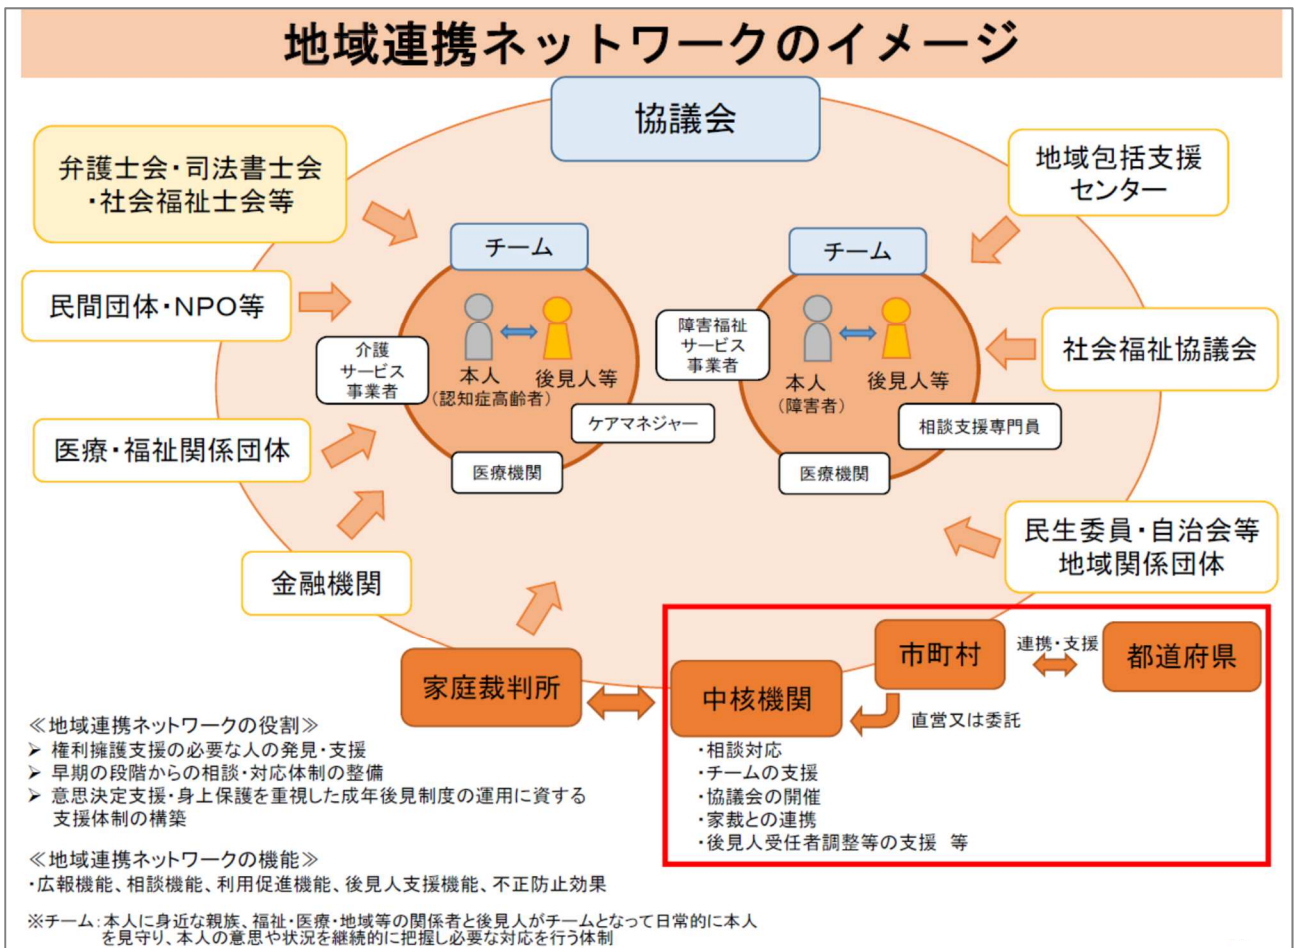 地域連携ネットワークのイメージ
協議会
弁護士会・司法書士会
・社会福祉士会等
地域包括支援
センター
チーム
チーム
民間団体・NPO等
介護
サービス
事業者
本人
(認知症高齢者)
後見人等
ケアマネジャー
医療機関
障害福祉
サービス
事業者
本人
(障害者)
後見人等
相談支援専門員
医療機関
社会福祉協議会
医療・福祉関係団体
金融機関
民生委員・自治会等
地域関係団体
家庭裁判所
中核機関
市町村
連携・支援
都道府県
直営又は委託
・相談対応
・チームの支援
・協議会の開催
・家裁との連携
・後見人受任者調整等の支援 等
≪地域連携ネットワークの役割≫
➢ 権利擁護支援の必要な人の発見・支援
➢ 早期の段階からの相談・対応体制の整備
➢ 意思決定支援・身上保護を重視した成年後見制度の運用に資する
支援体制の構築
≪地域連携ネットワークの機能≫
・広報機能、相談機能、利用促進機能、後見人支援機能、不正防止効果
※チーム:本人に身近な親族、福祉・医療・地域等の関係者と後見人がチームとなって日常的に本人
を見守り、本人の意思や状況を継続的に把握し必要な対応を行う体制